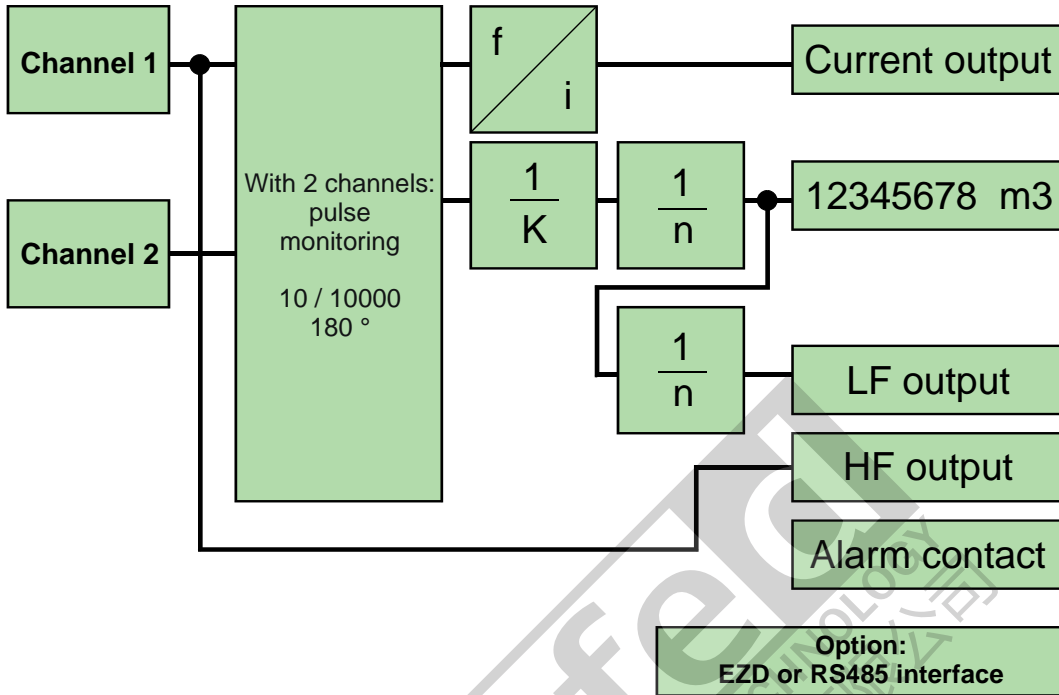 Channel 1
Channel 2
With 2 channels:
pulse
monitoring
10 / 10000
180 °
f
i
1
K
1
n
1
n
Current output
12345678 m3
LF output
HF output
Alarm contact
Option:
EZD or RS485 interface